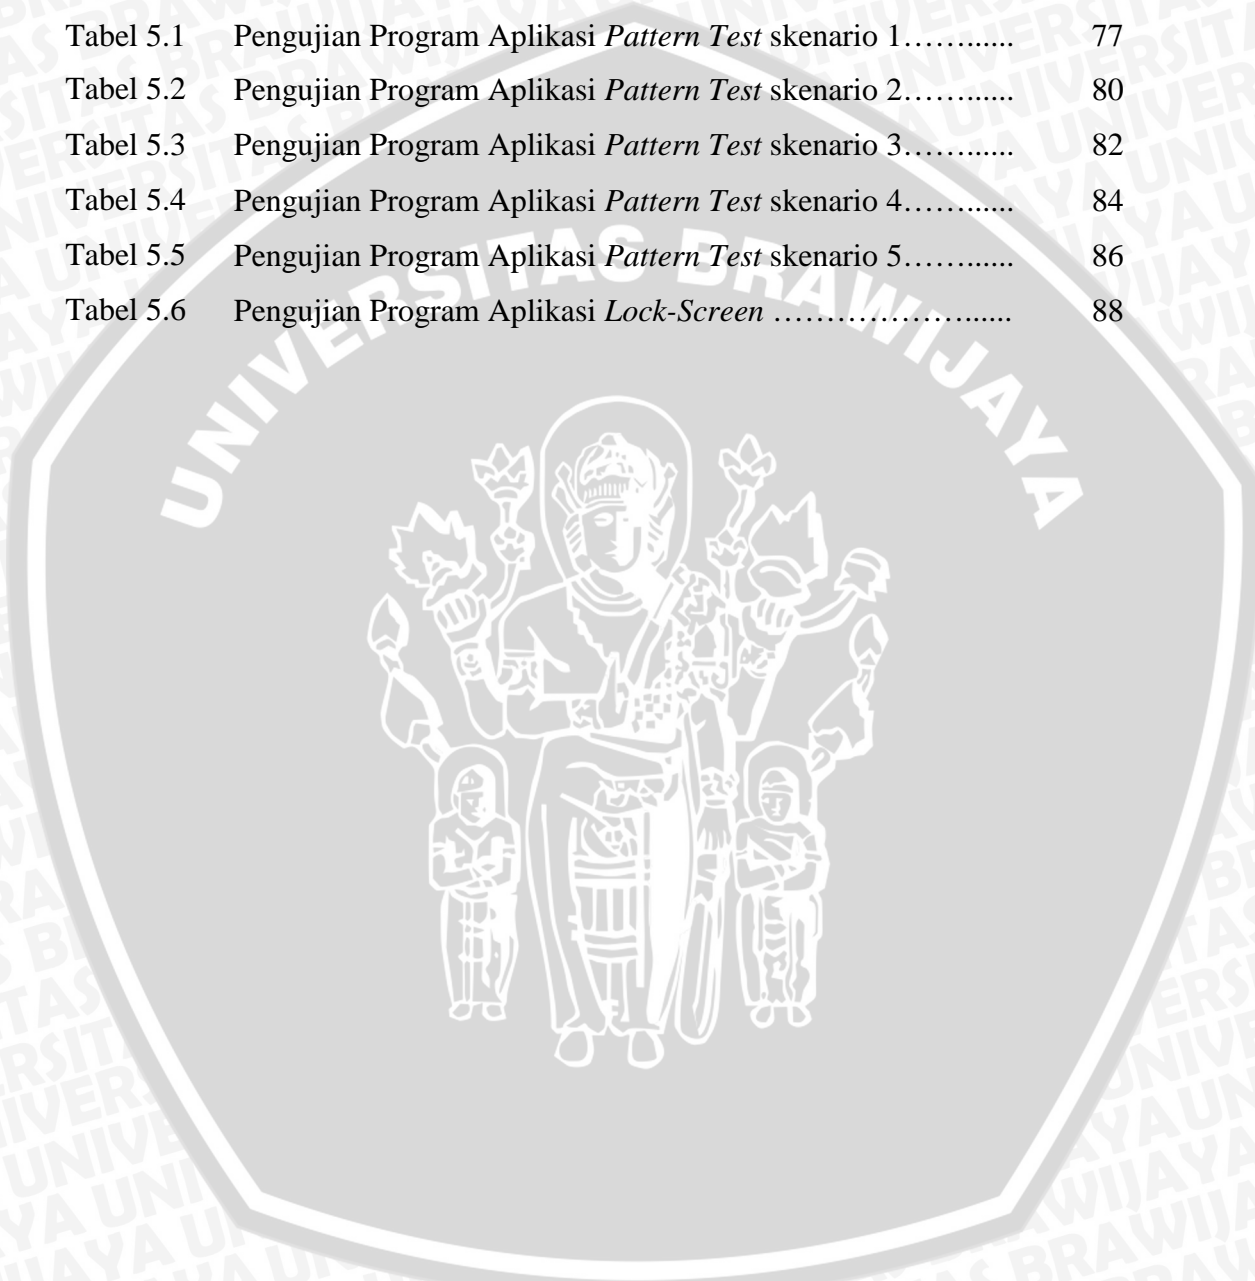 Tabel 5.1 Pengujian Program Aplikasi Pattern Test skenario 1…….......	77
Tabel 5.2 Pengujian Program Aplikasi Pattern Test skenario 2…….......	80
Tabel 5.3 Pengujian Program Aplikasi Pattern Test skenario 3…….......	82
Tabel 5.4 Pengujian Program Aplikasi Pattern Test skenario 4…….......	84
Tabel 5.5 Pengujian Program Aplikasi Pattern Test skenario 5…….......	86
Tabel 5.6 Pengujian Program Aplikasi Lock-Screen ………………….......	88
UNIVERSITAS BRAWIJAYA